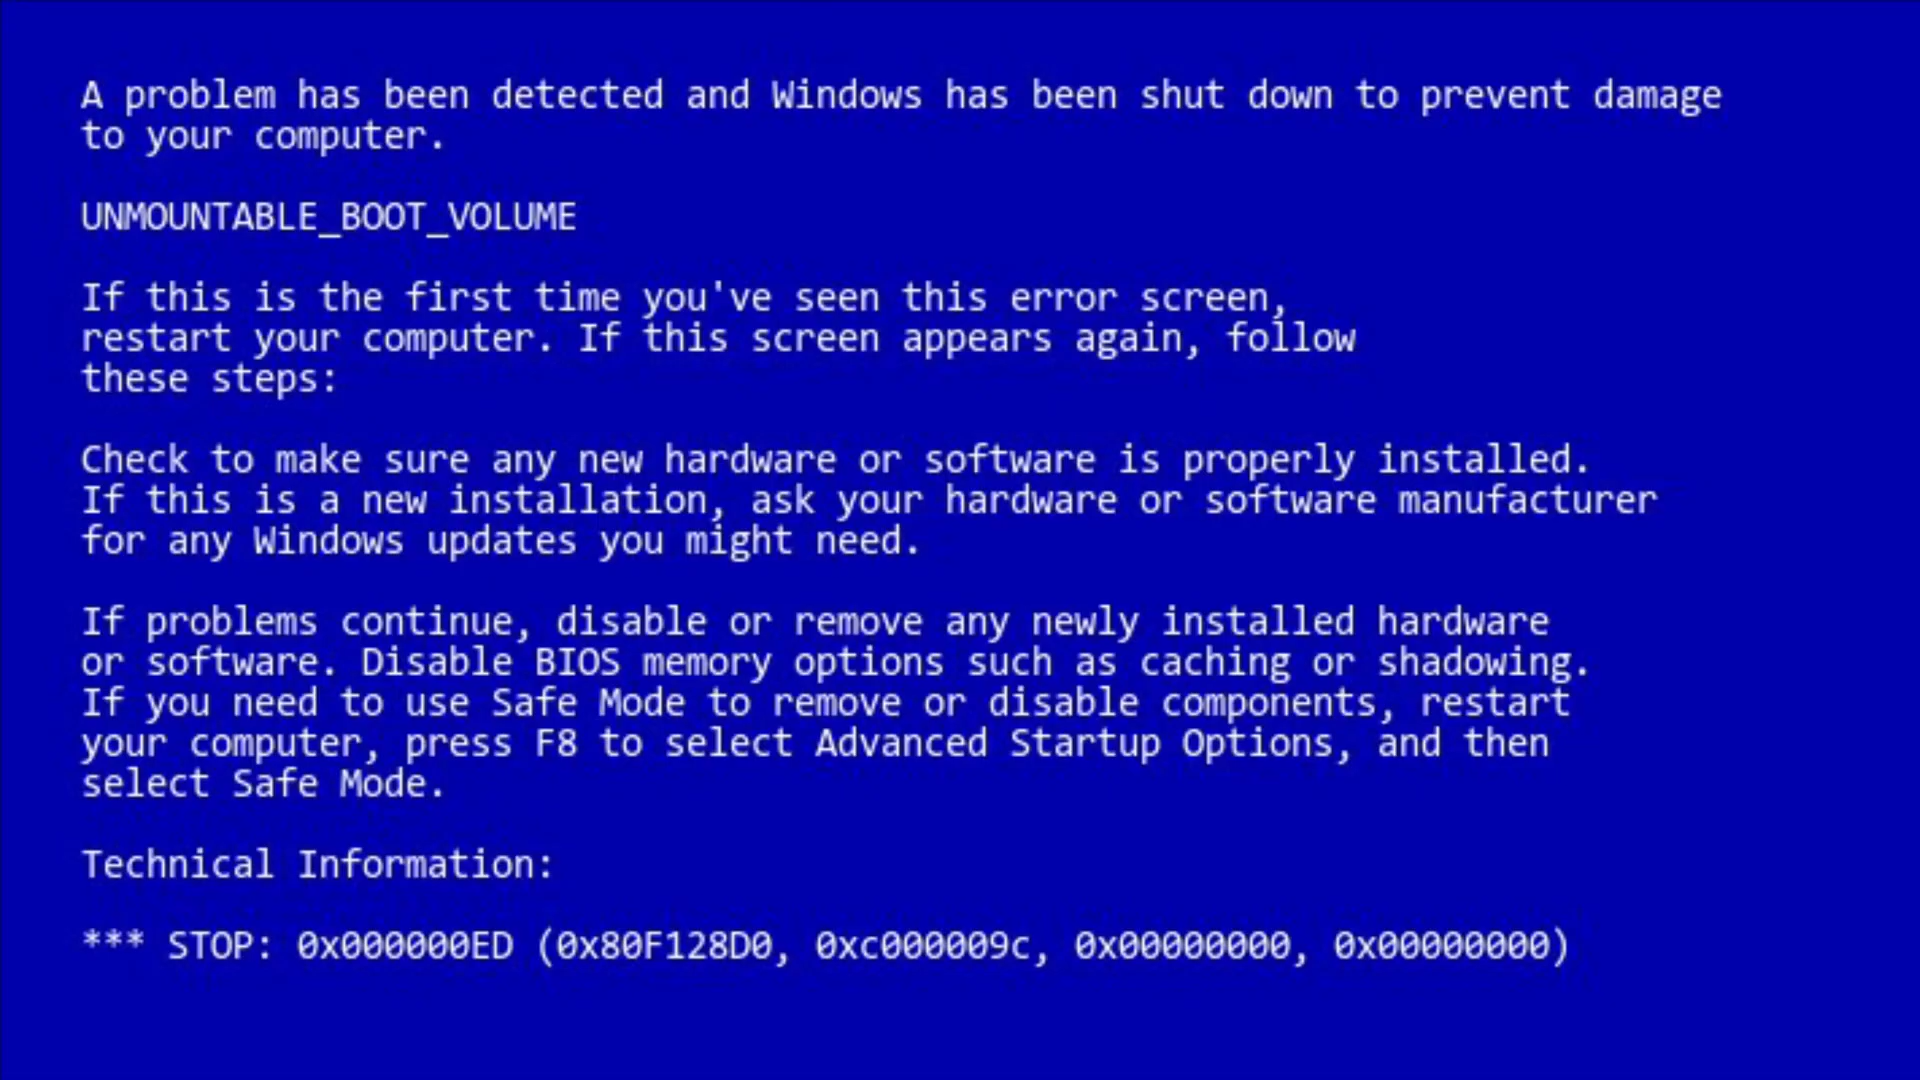 A problem has been detected and Windows has been shut down to prevent damage
to your computer.
UNMOUNTABLE_BOOT_VOLUME
If this is the first time you've seen this error screen,
restart your computer. If this screen appears again, follow
these steps:
Check to make sure any new hardware or software is properly installed.
If this is a new installation, ask your hardware or software manufacturer
for any Windows updates you might need.
If problems continue, disable or remove any newly installed hardware
or software. Disable BIOS memory options such as caching or shadowing.
If you need to use Safe Mode to remove or disable components, restart
your computer, press F8 to select Advanced Startup Options, and then
select Safe Mode.
Technical Information:
*** STOP: 0x000000ED (0x80F128D0, 0xc000009c, 0x00000000, 0x00000000)